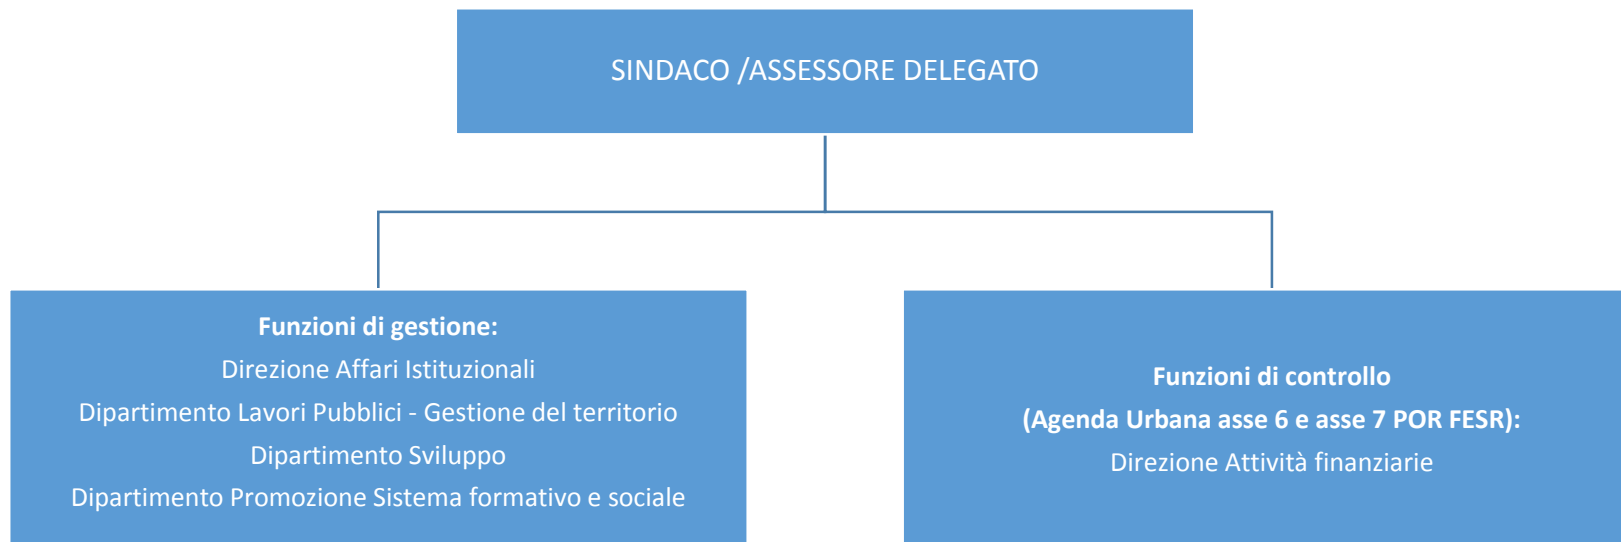 SINDACO /ASSESSORE DELEGATO
Funzioni di gestione:
Direzione Affari Istituzionali
Dipartimento Lavori Pubblici - Gestione del territorio
Dipartimento Sviluppo
Dipartimento Promozione Sistema formativo e sociale
Funzioni di controllo
(Agenda Urbana asse 6 e asse 7 POR FESR):
Direzione Attività finanziarie